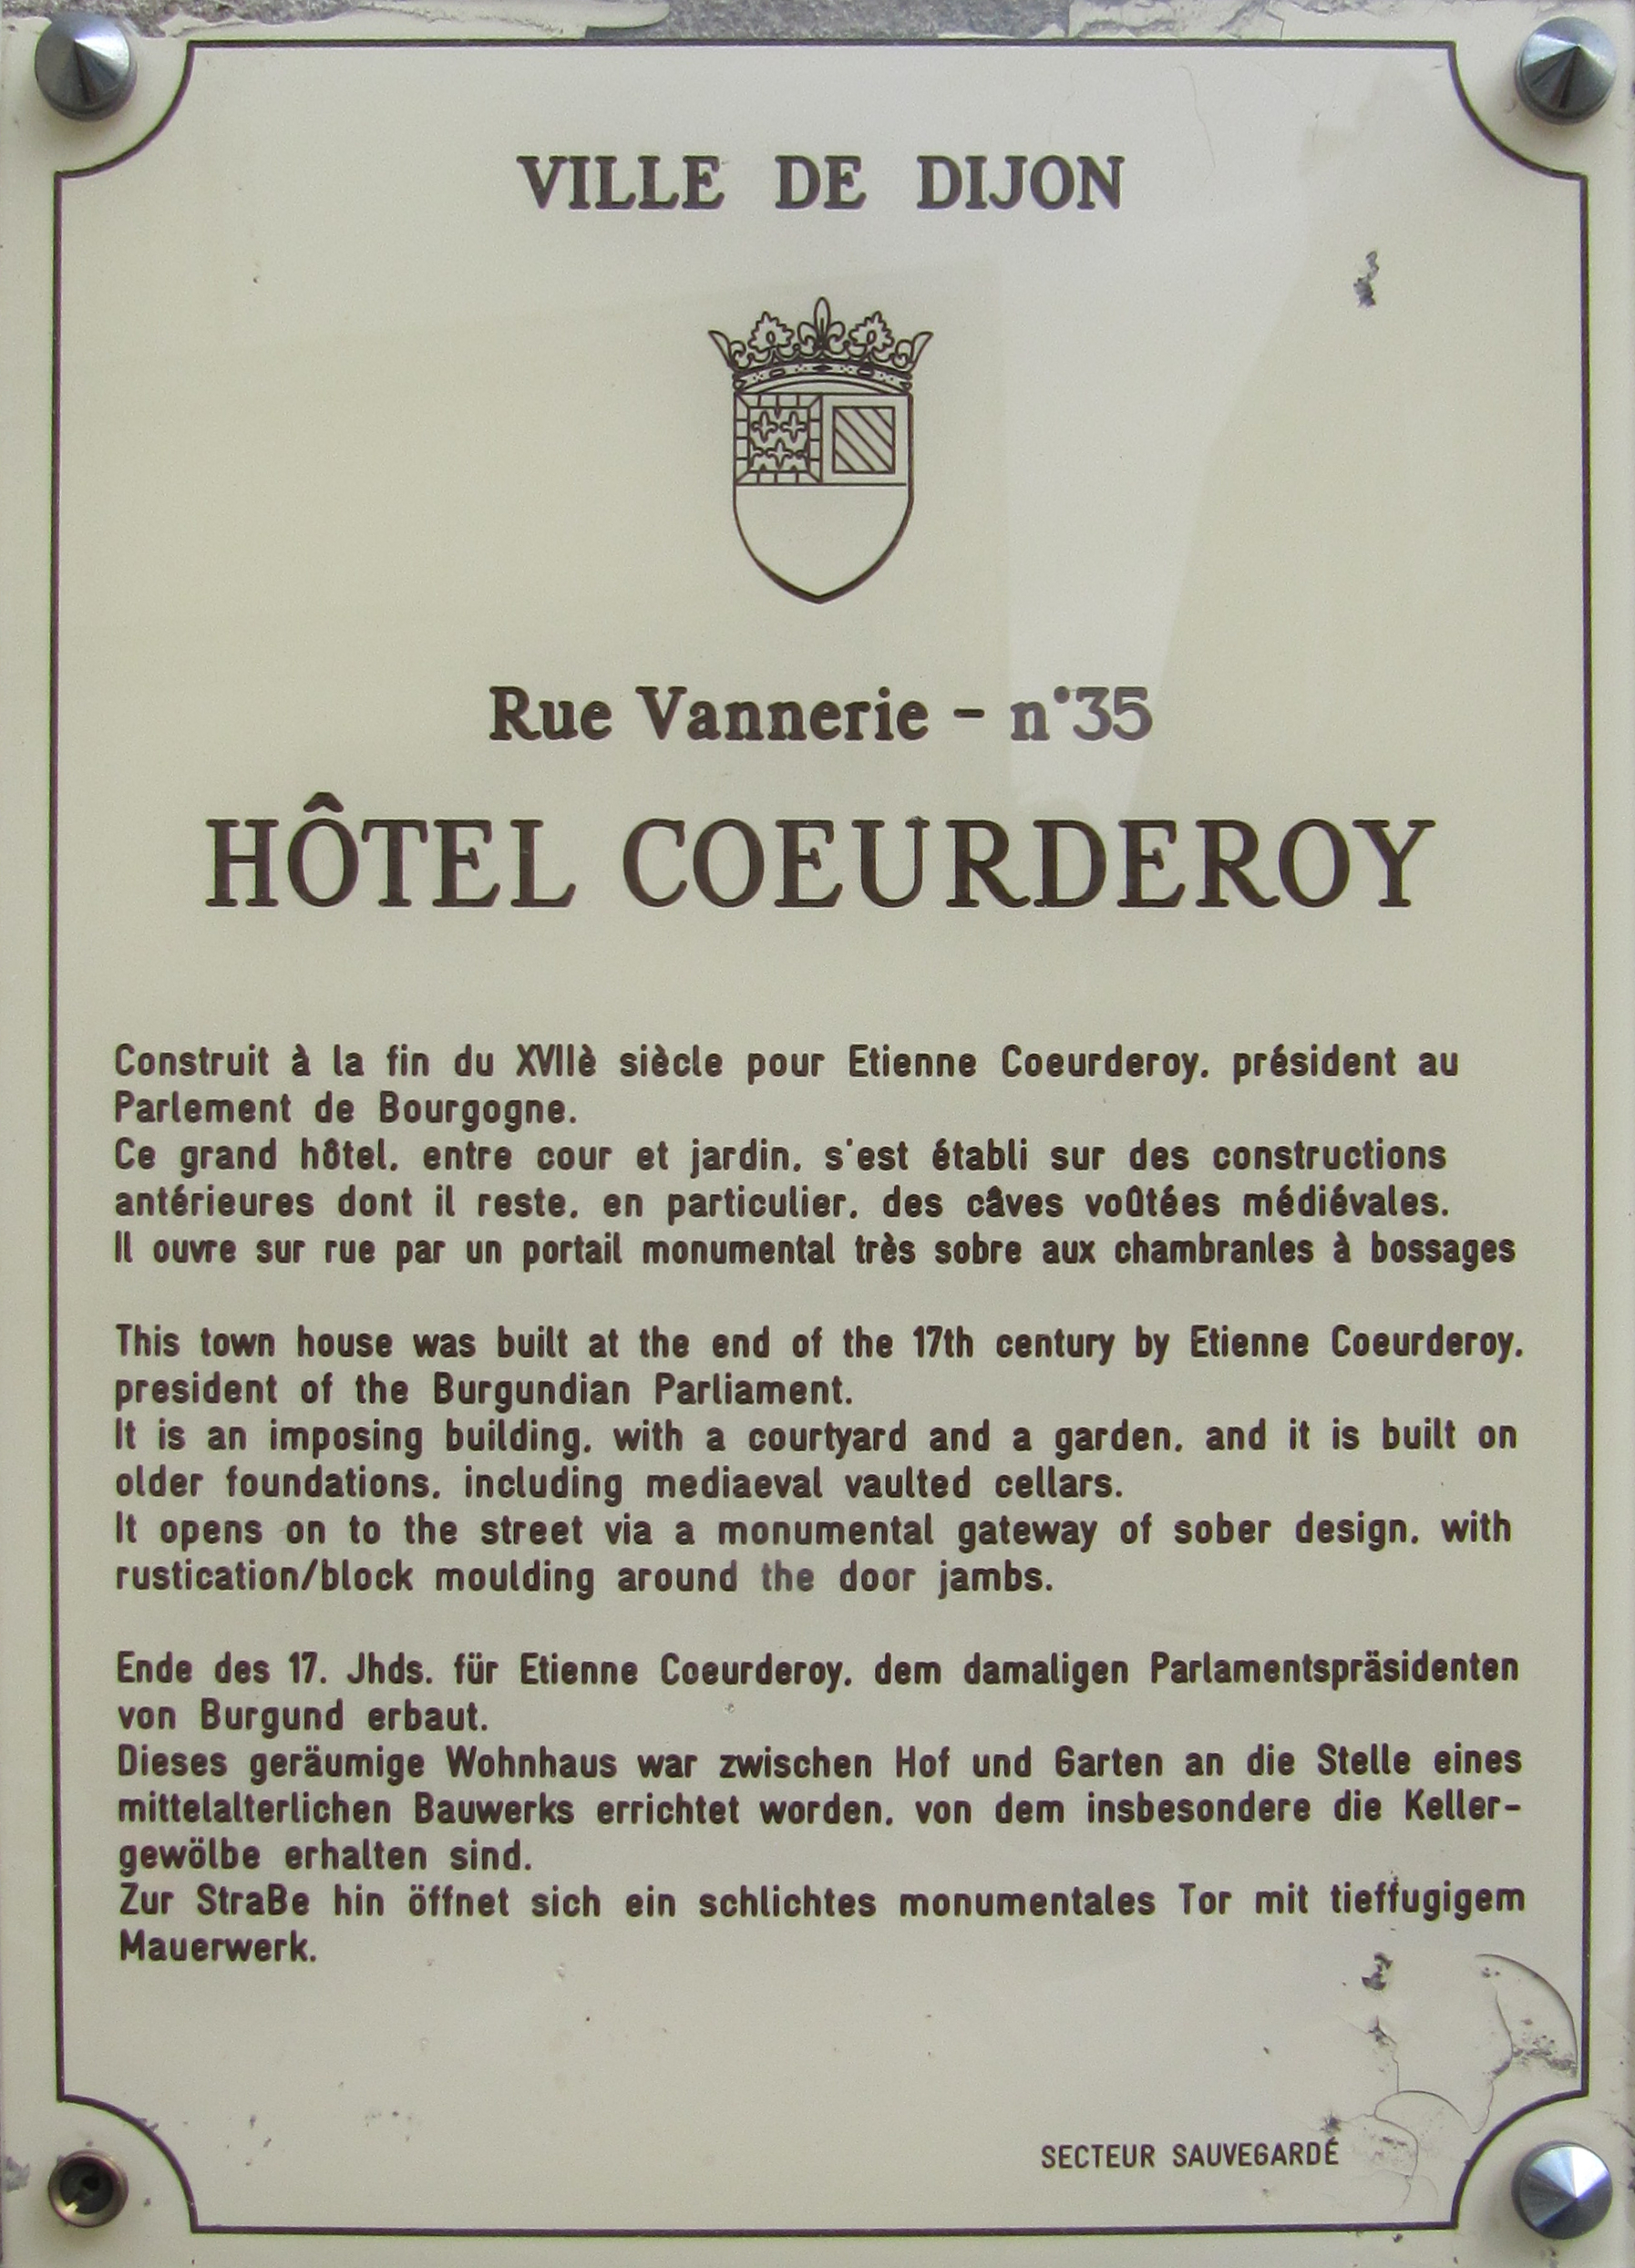 VILLE DE DIJON
Rue Vannerie - n°35
HÔTEL COEURDEROY
Construit à la fin du XVIIè siècle pour Etienne Coeurderoy, président au
Parlement de Bourgogne.
Ce grand hôtel, entre cour et jardin, s'est établi sur des constructions
antérieures dont il reste, en particulier, des câves voûtées médiévales.
Il ouvre sur rue par un portail monumental très sobre aux chambranles à bossages
This town house was built at the end of the 17th century by Etienne Coeurderoy,
president of the Burgundian Parliament.
It is an imposing building, with a courtyard and a garden, and it is built on
older foundations, including mediaeval vaulted cellars.
It opens on to the street via a monumental gateway of sober design, with
rustication/block moulding around the door jambs.
Ende des 17. Jhds. für Etienne Coeurderoy, dem damaligen Parlamentspräsidenten
von Burgund erbaut.
Dieses geräumige Wohnhaus war zwischen Hof und Garten an die Stelle eines
mittelalterlichen Bauwerks errichtet worden, von dem insbesondere die Keller-
gewölbe erhalten sind.
Zur StraBe hin öffnet sich ein schlichtes monumentales Tor mit tieffugigem
Mauerwerk.
SECTEUR SAUVEGARDÉ